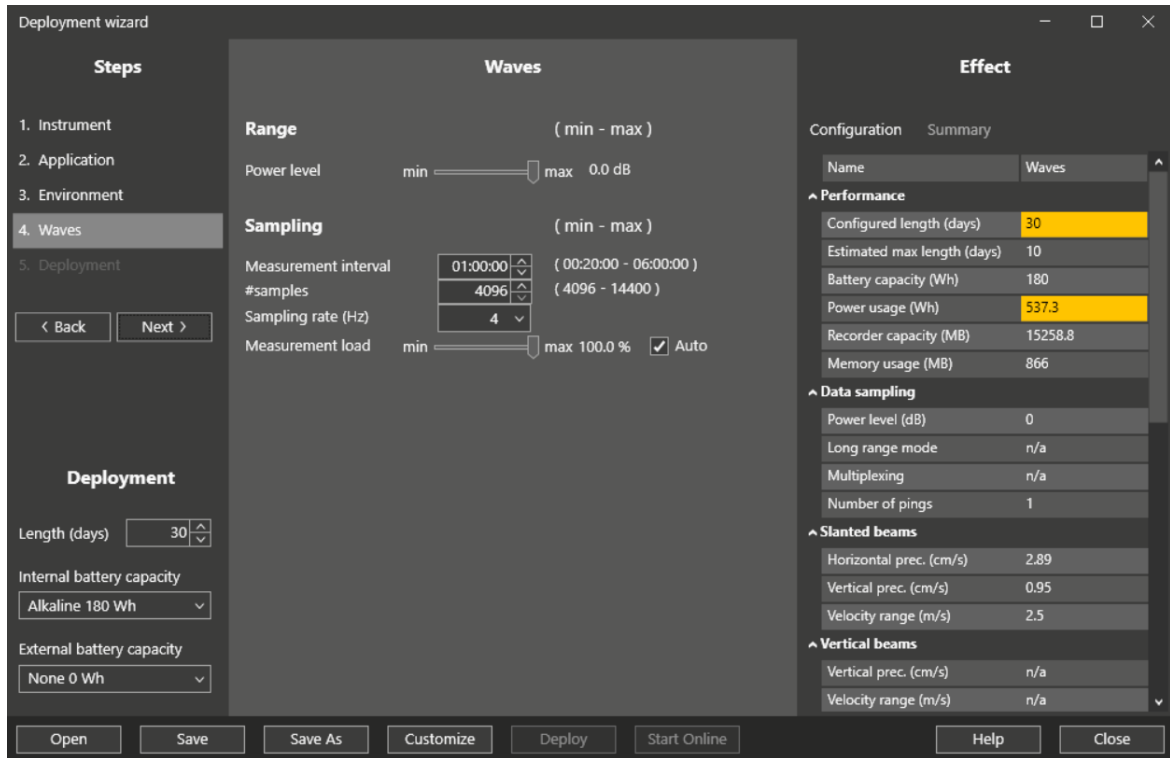 Deployment wizard
Steps
1. Instrument
2. Application
3. Environment
4. Waves
5. Deployment
< Back Next >
Deployment
Length (days) 30
Internal battery capacity
Alkaline 180 Wh
External battery capacity
None 0 Wh
Waves
Range ( min - max )
Power level min max 0.0 dB
Sampling ( min - max )
Measurement interval 01:00:00 ( 00:20:00 - 06:00:00 )
#samples 4096 ( 4096 - 14400 )
Sampling rate (Hz) 4
Measurement load min max 100.0 % Auto
Effect
Configuration Summary
Name Waves
Performance
Configured length (days) 30
Estimated max length (days) 10
Battery capacity (Wh) 180
Power usage (Wh) 537.3
Recorder capacity (MB) 15258.8
Memory usage (MB) 866
Data sampling
Power level (dB) 0
Long range mode n/a
Multiplexing n/a
Number of pings 1
Slanted beams
Horizontal prec. (cm/s) 2.89
Vertical prec. (cm/s) 0.95
Velocity range (m/s) 2.5
Vertical beams
Vertical prec. (cm/s) n/a
Velocity range (m/s) n/a
Open Save Save As Customize Deploy Start Online Help Close